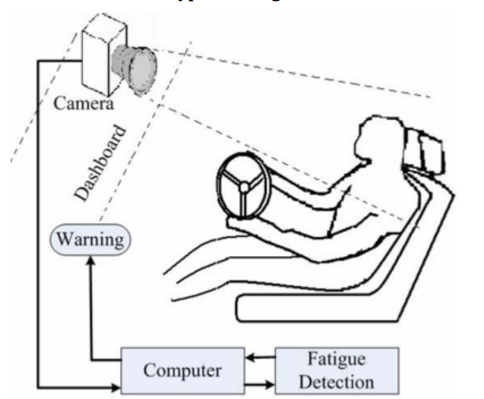 Camera
Dashboard
Warning
Computer
Fatigue
Detection